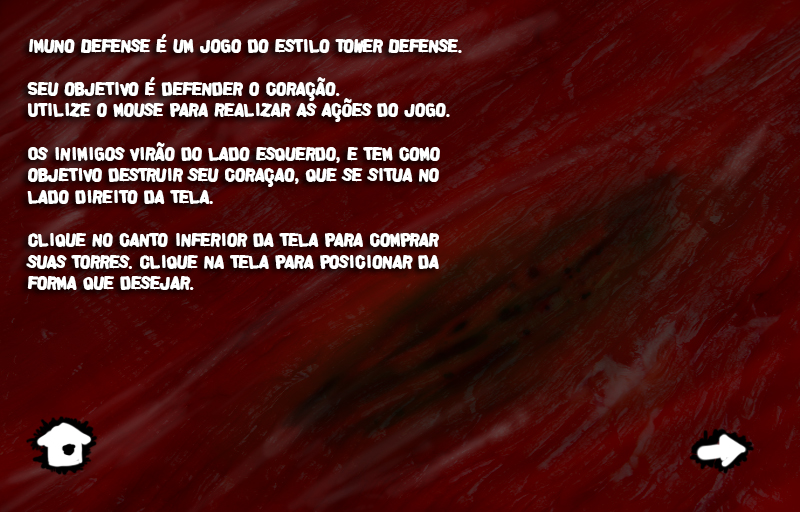 IMUNO DEFENSE É UM JOGO DO ESTILO TOWER DEFENSE.
SEU OBJETIVO É DEFENDER O CORAÇÃO.
UTILIZE O MOUSE PARA REALIZAR AS AÇÕES DO JOGO.
OS INIMIGOS VIRÃO DO LADO ESQUERDO, E TEM COMO
OBJETIVO DESTRUIR SEU CORAÇAO, QUE SE SITUA NO
LADO DIREITO DA TELA.
CLIQUE NO CANTO INFERIOR DA TELA PARA COMPRAR
SUAS TORRES. CLIQUE NA TELA PARA POSICIONAR DA
FORMA QUE DESEJAR.